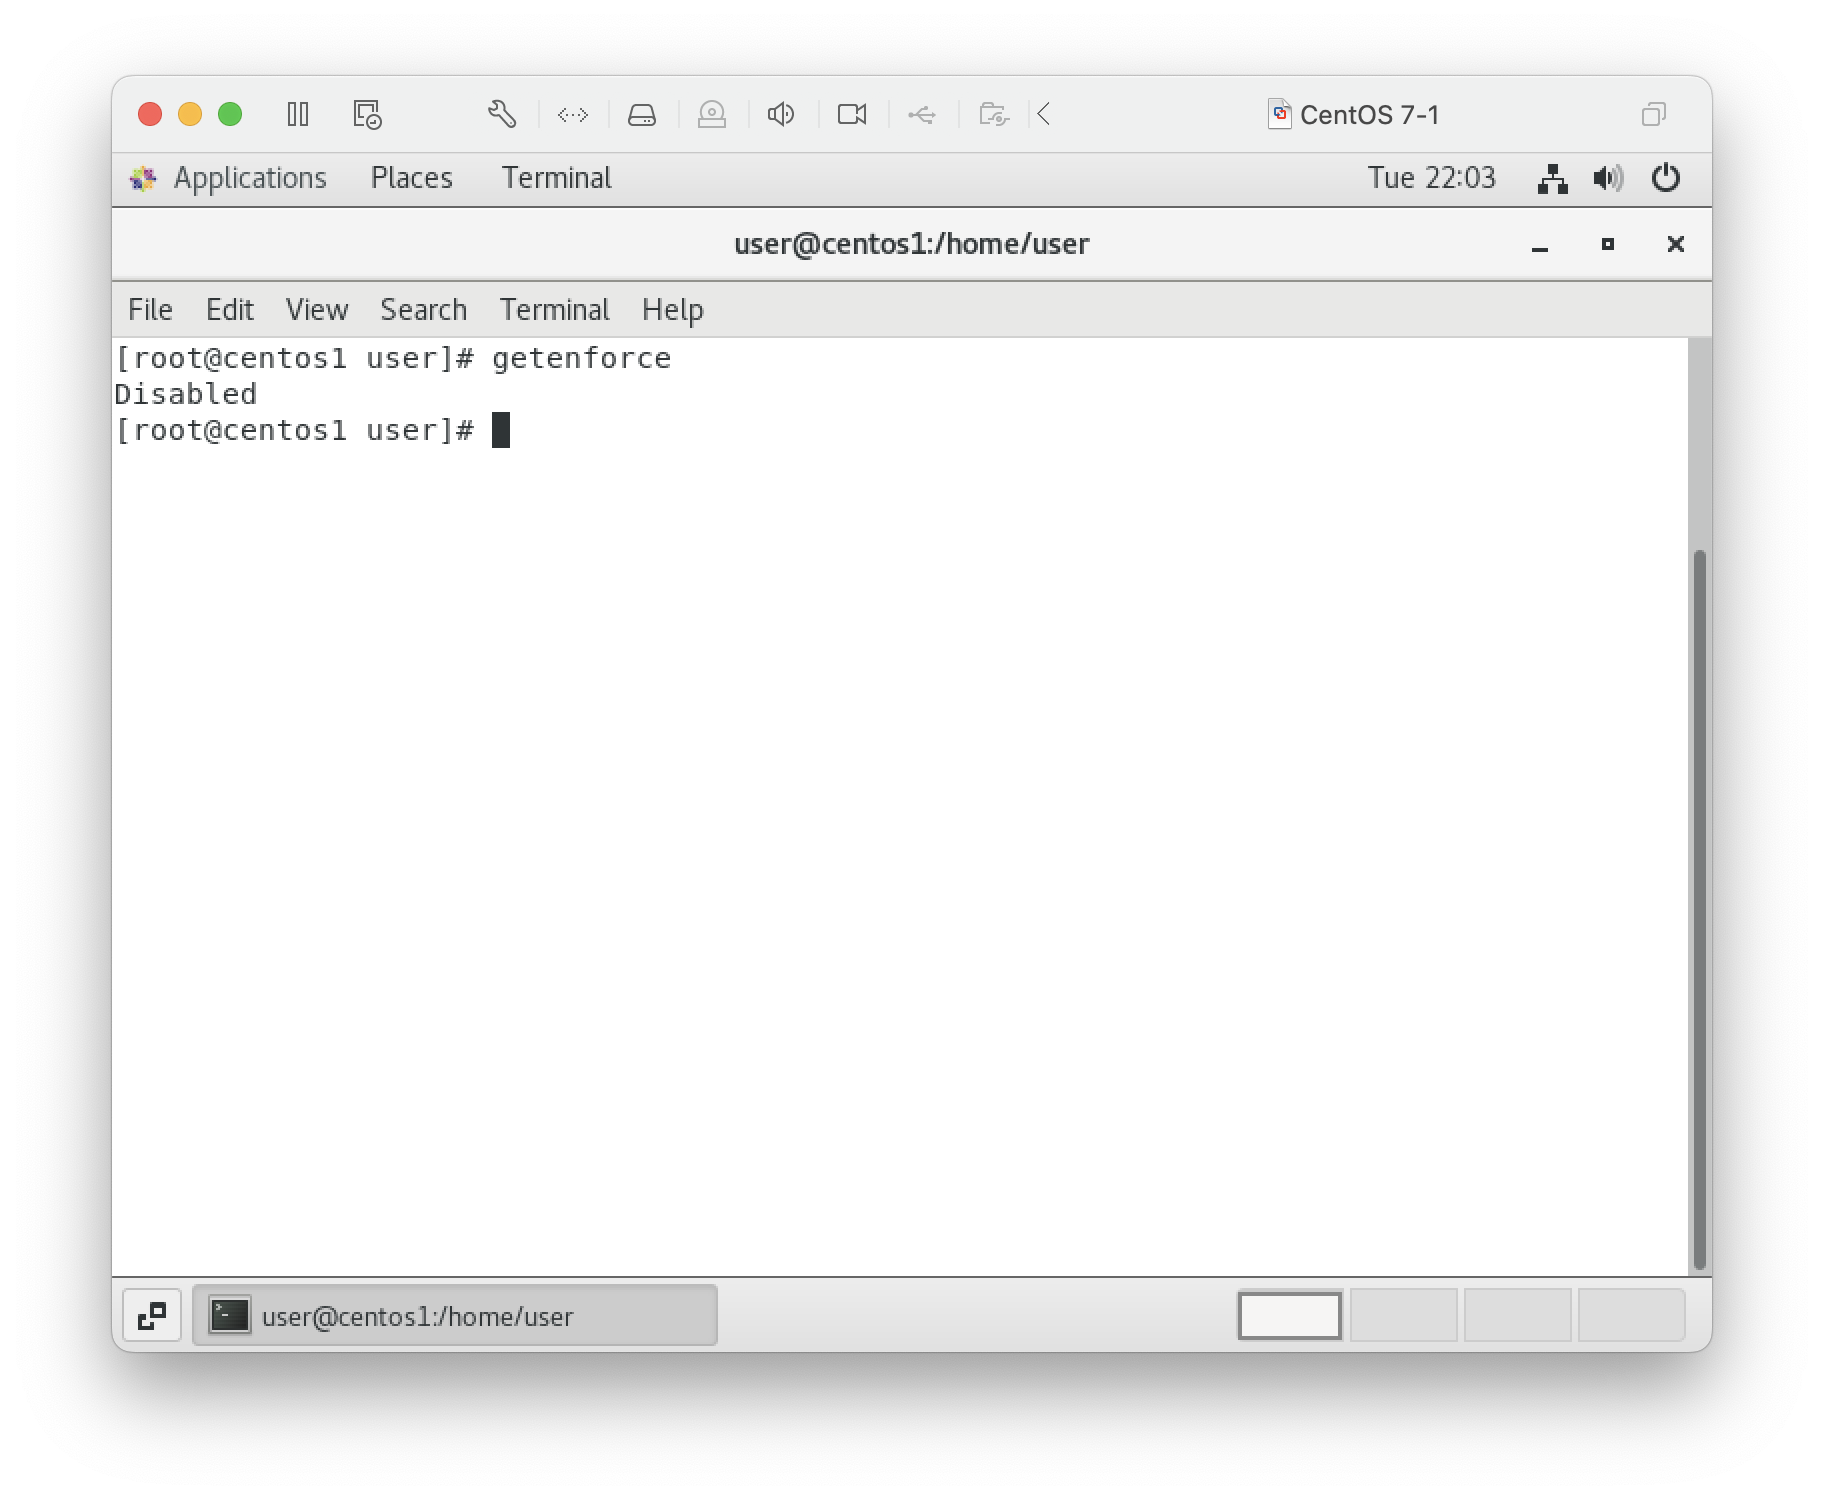 CentOS 7-1
Applications Places Terminal Tue 22:03
user@centos1:/home/user
File Edit View Search Terminal Help
[root@centos1 user]# getenforce
Disabled
[root@centos1 user]#
user@centos1:/home/user